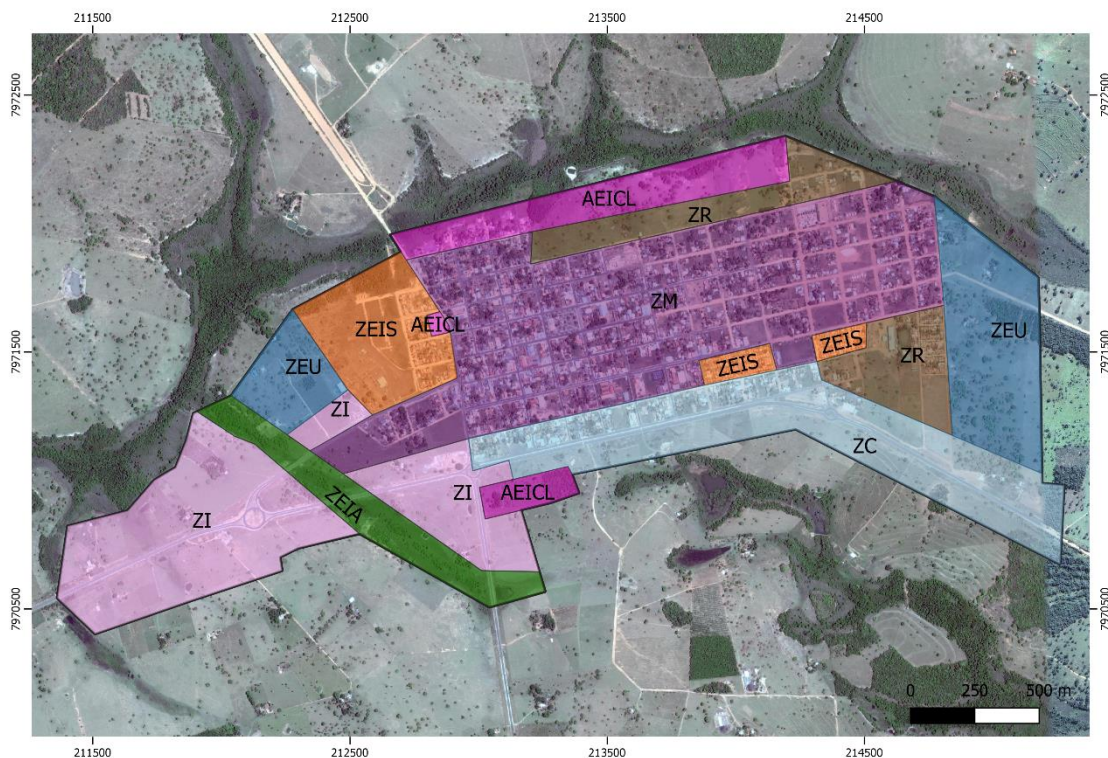 211500 212500 213500 214500
7972500 7972500
AEICL
ZR
ZM
ZEIS AEICL
7971500 7971500
ZEU ZEIS ZEIS ZR ZEU
ZI
ZC
ZI AEICL
ZEIA
ZI
7970500 7970500
0 250 500 m
211500 212500 213500 214500